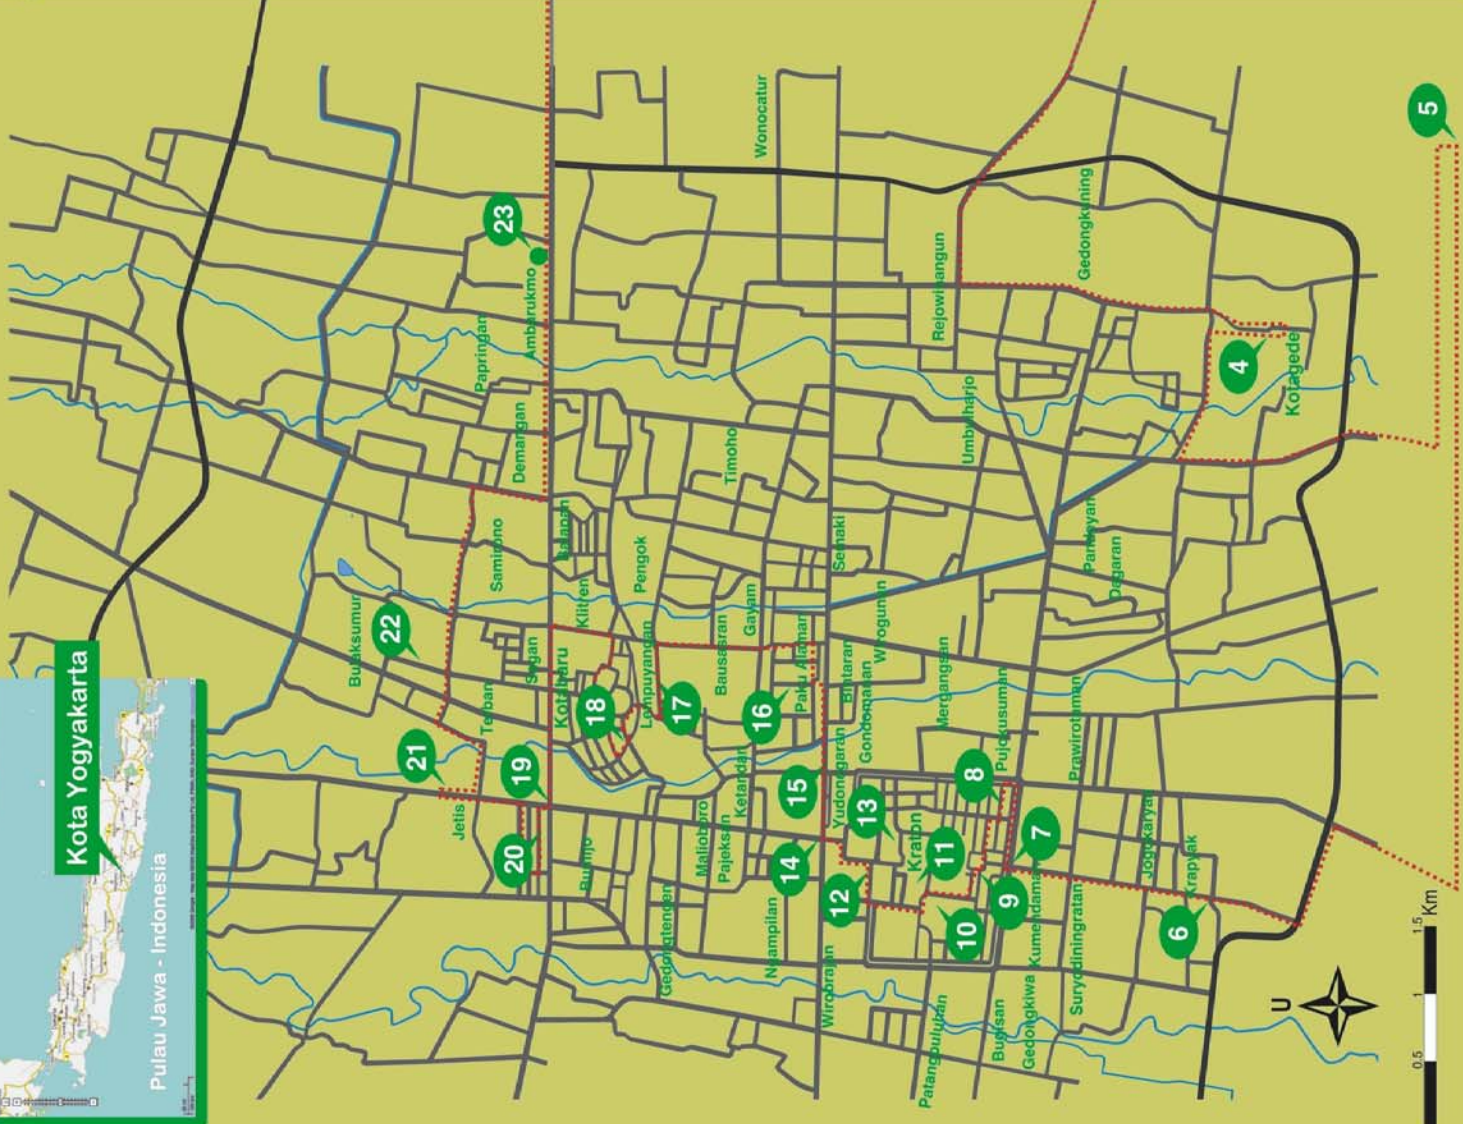 Kota Yogyakarta
Pulau Jawa - Indonesia
5
Wonocatur
23
Gedongkuning
Ambarukmo
Rejowinangun
Papringan
4
Kotagede
Demangan
Timoho
Umbulharjo
Samirono
Balapan
Pengok
Semaki
Pandeyan
Dagaran
Klitren
Gayam
Bulaksumur
22
Sagan
Lempuyangan
Bausasran
Paku Alaman
Bintaran
Wirogunan
Kotabaru
18
17
16
Terban
Gondomanan
Mergangsan
Pujokusuman
Prawirotaman
21
19
Ketandan
15
Yudonegaran
13
8
Jetis
20
Bumijo
Malioboro
Pajeksan
14
Kraton
11
7
Jogokaryan
Krapyak
12
9
10
Kumendaman
6
Gedongtengen
Ngampilan
Wirobrajan
Suryodiningratan
Patangpuluhan
Bugisan
Gedongkiwa
U
0.5
1
1.5 Km